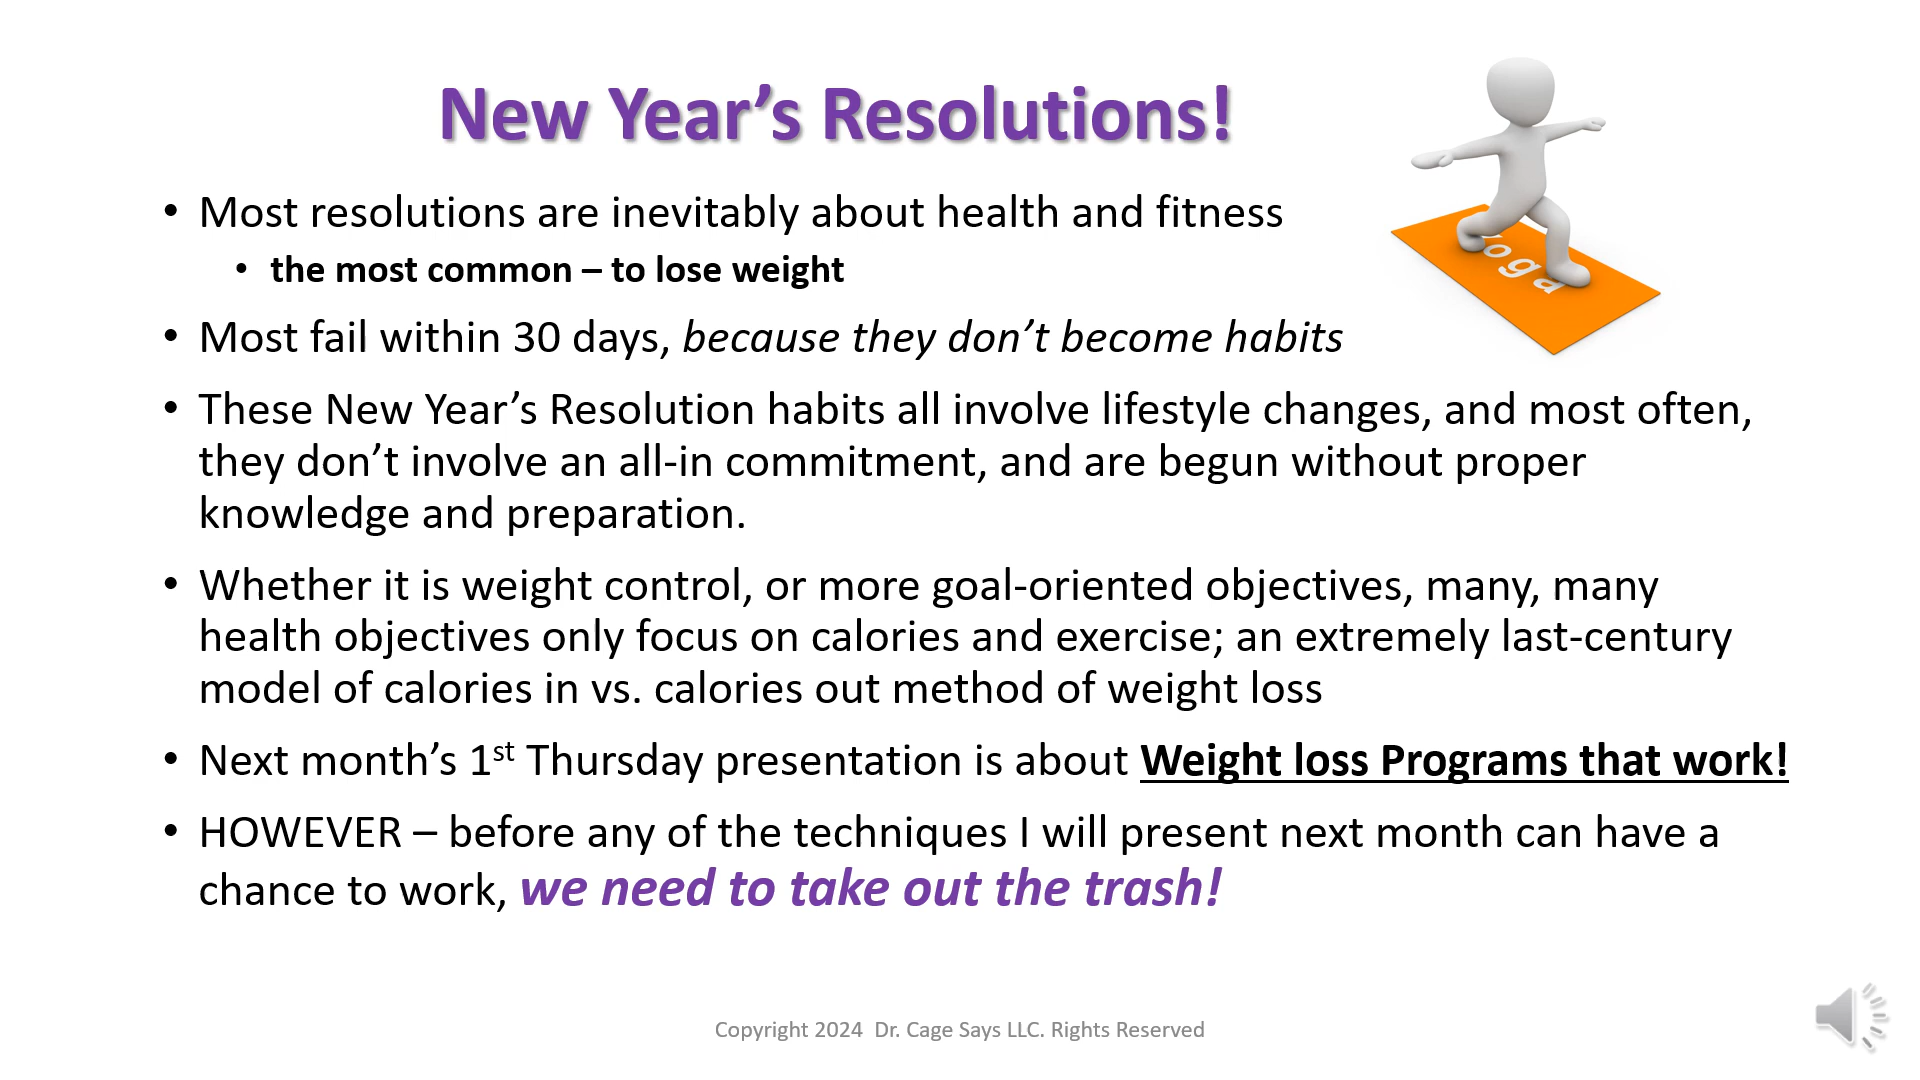 New Year’s Resolutions!
• Most resolutions are inevitably about health and fitness
• the most common – to lose weight
• Most fail within 30 days, because they don’t become habits
• These New Year’s Resolution habits all involve lifestyle changes, and most often,
they don’t involve an all-in commitment, and are begun without proper
knowledge and preparation.
• Whether it is weight control, or more goal-oriented objectives, many, many
health objectives only focus on calories and exercise; an extremely last-century
model of calories in vs. calories out method of weight loss
• Next month’s 1st Thursday presentation is about Weight loss Programs that work!
• HOWEVER – before any of the techniques I will present next month can have a
chance to work, we need to take out the trash!
yoga
Copyright 2024  Dr. Cage Says LLC. Rights Reserved